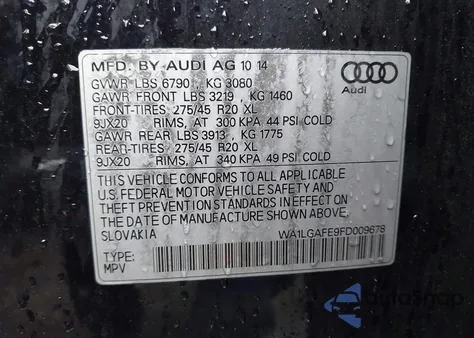 MFD. BY AUDI AG 10 14
GVWR LBS 6790 , KG 3080
GAWR FRONT LBS 3219 , KG 1460
FRONT-TIRES: 275/45 R20 XL
9JX20 RIMS, AT 300 KPA 44 PSI COLD
GAWR REAR LBS 3913 , KG 1775
REAR-TIRES: 275/45 R20 XL
9JX20 RIMS, AT 340 KPA 49 PSI COLD
Audi
THIS VEHICLE CONFORMS TO ALL APPLICABLE
U.S. FEDERAL MOTOR VEHICLE SAFETY AND
THEFT PREVENTION STANDARDS IN EFFECT ON
THE DATE OF MANUFACTURE SHOWN ABOVE.
SLOVAKIA WA1LGAFE9FD009678
TYPE:
MPV
autosnap